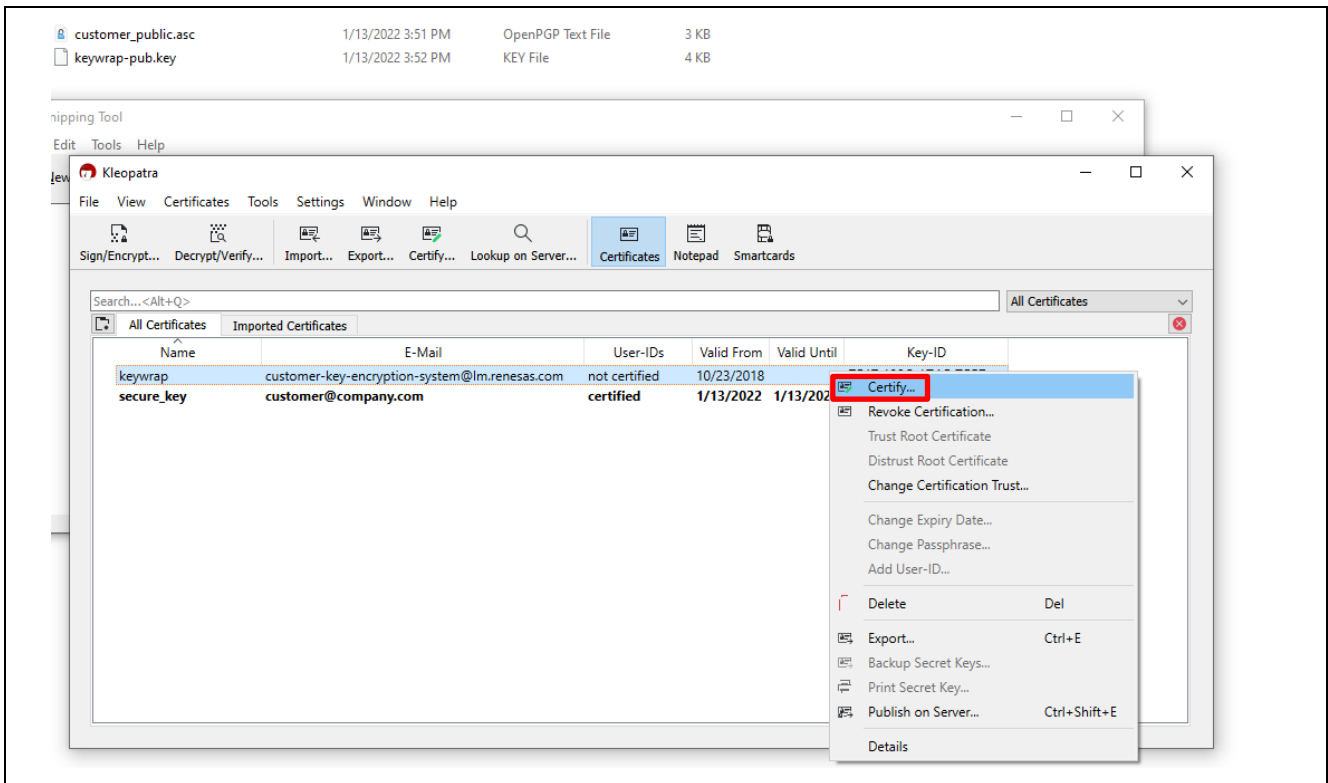 customer_public.asc 1/13/2022 3:51 PM OpenPGP Text File 3 KB
keywrap-pub.key 1/13/2022 3:52 PM KEY File 4 KB
nipping Tool
Edit Tools Help
Kleopatra
File View Certificates Tools Settings Window Help
Sign/Encrypt... Decrypt/Verify... Import... Export... Certify... Lookup on Server... Certificates Notepad Smartcards
Search...<Alt+Q> All Certificates
All Certificates Imported Certificates
Name E-Mail User-IDs Valid From Valid Until Key-ID
keywrap customer-key-encryption-system@lm.renesas.com not certified 10/23/2018
secure_key customer@company.com certified 1/13/2022 1/13/202
Certify...
Revoke Certification...
Trust Root Certificate
Distrust Root Certificate
Change Certification Trust...
Change Expiry Date...
Change Passphrase...
Add User-ID...
Delete Del
Export... Ctrl+E
Backup Secret Keys...
Print Secret Key...
Publish on Server... Ctrl+Shift+E
Details